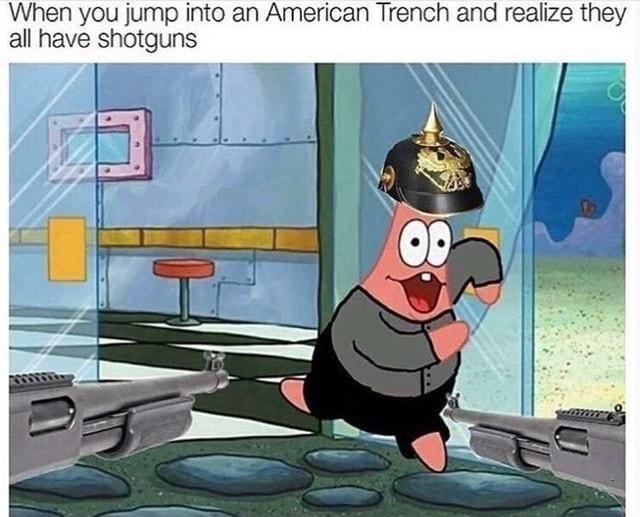 When you jump into an American Trench and realize they
all have shotguns